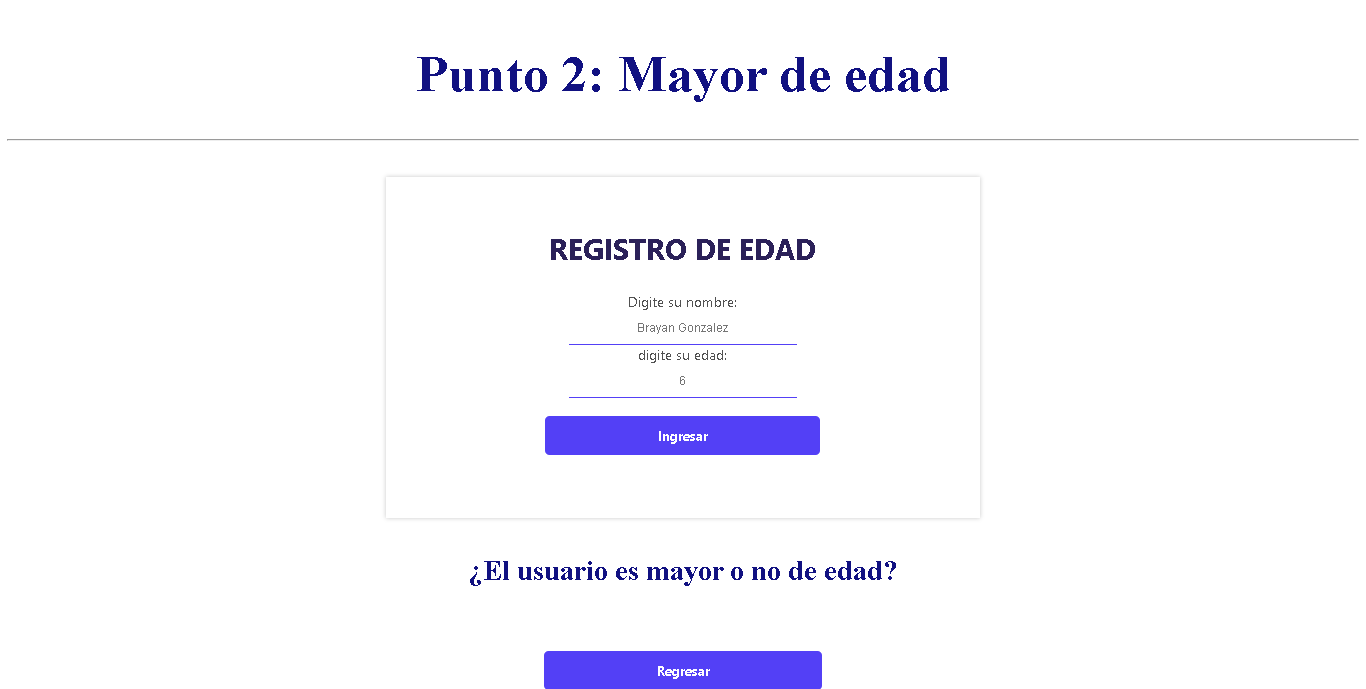 Punto 2: Mayor de edad
REGISTRO DE EDAD
Digite su nombre:
Brayan Gonzalez
digite su edad:
6
Ingresar
¿El usuario es mayor o no de edad?
Regresar